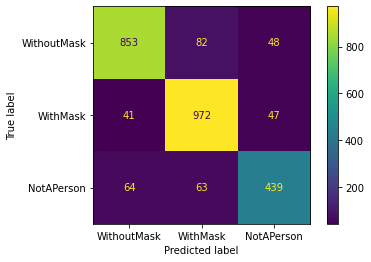 WithoutMask 853 82 48
WithMask 41 972 47
NotAPerson 64 63 439
WithoutMask WithMask NotAPerson
Predicted label
True label
800
600
400
200